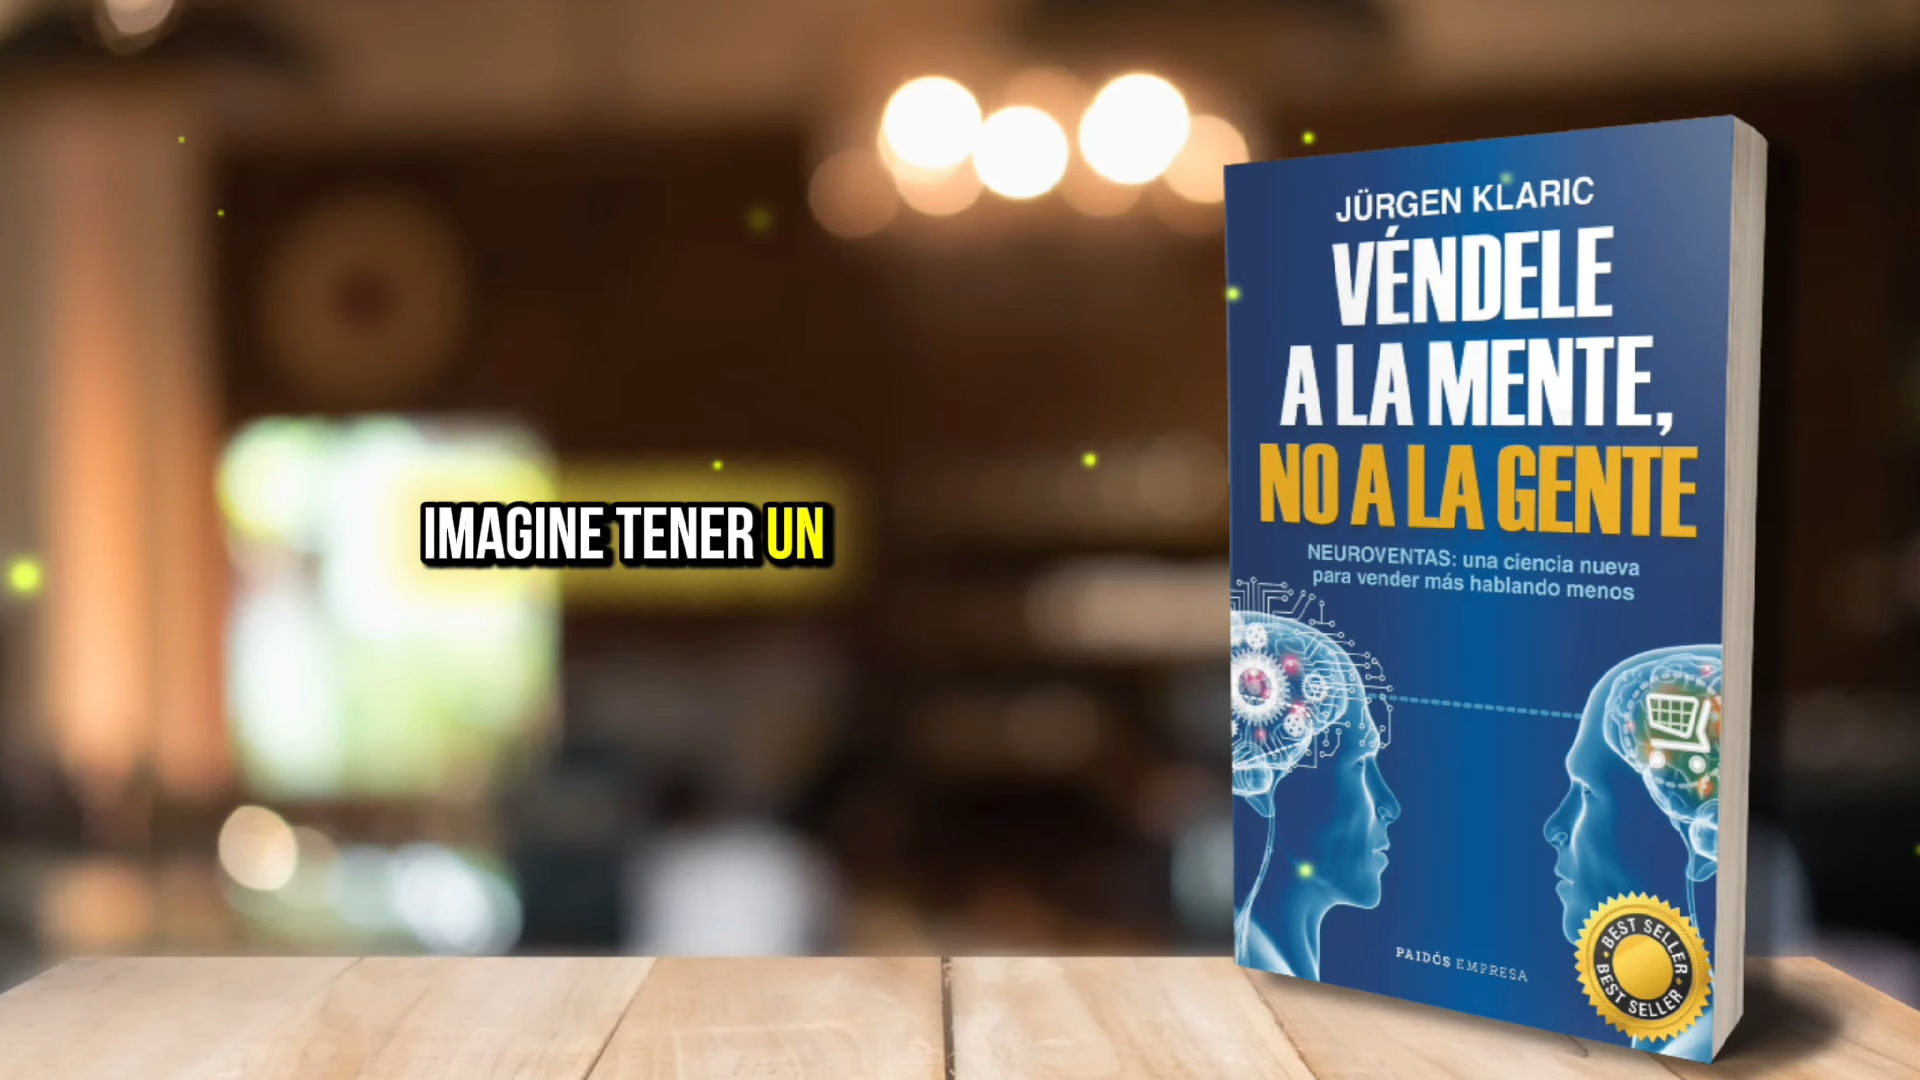 IMAGINE TENER UN
JÜRGEN KLARIC
VÉNDELE
A LA MENTE,
NO A LA GENTE
NEUROVENTAS: una ciencia nueva
para vender más hablando menos
PAIDÓS EMPRESA
BEST SELLER
BEST SELLER